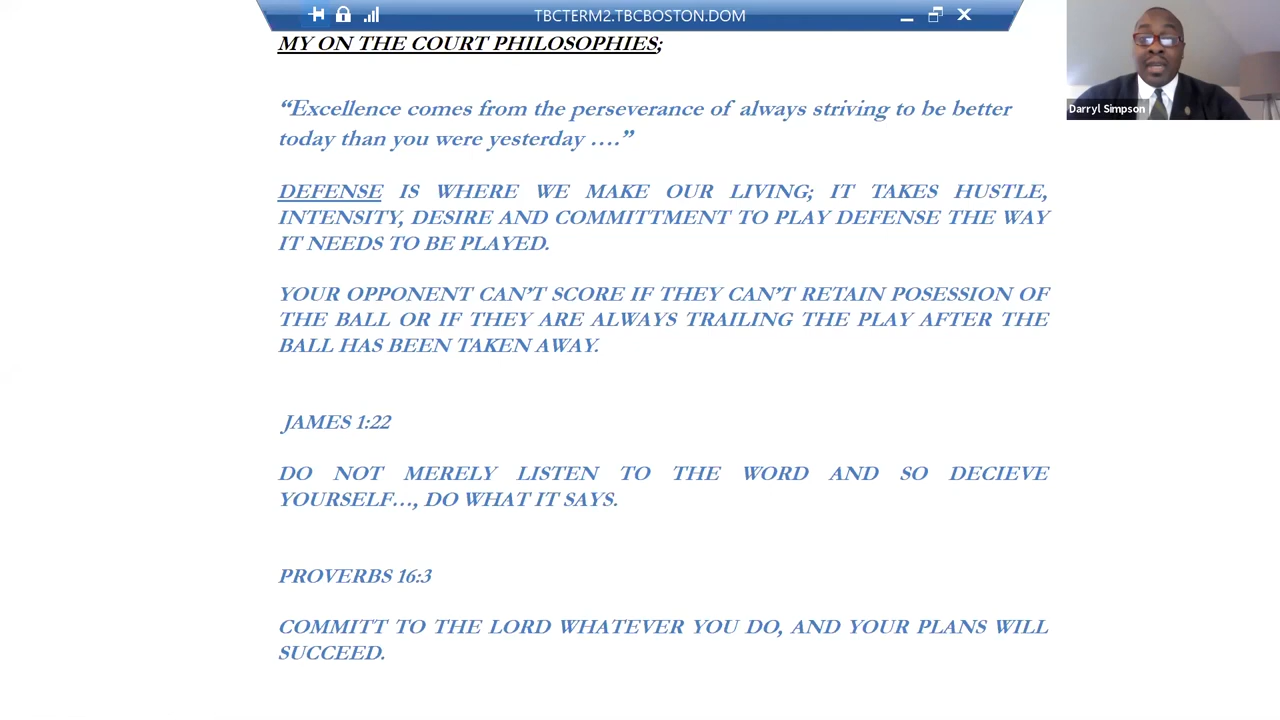 TBCTERM2.TBCBOSTON.DOM
MY ON THE COURT PHILOSOPHIES;
Darryl Simpson
“Excellence comes from the perseverance of always striving to be better
today than you were yesterday ….”
DEFENSE IS WHERE WE MAKE OUR LIVING; IT TAKES HUSTLE,
INTENSITY, DESIRE AND COMMITTMENT TO PLAY DEFENSE THE WAY
IT NEEDS TO BE PLAYED.
YOUR OPPONENT CAN’T SCORE IF THEY CAN’T RETAIN POSESSION OF
THE BALL OR IF THEY ARE ALWAYS TRAILING THE PLAY AFTER THE
BALL HAS BEEN TAKEN AWAY.
JAMES 1:22
DO NOT MERELY LISTEN TO THE WORD AND SO DECIEVE
YOURSELF…, DO WHAT IT SAYS.
PROVERBS 16:3
COMMITT TO THE LORD WHATEVER YOU DO, AND YOUR PLANS WILL
SUCCEED.